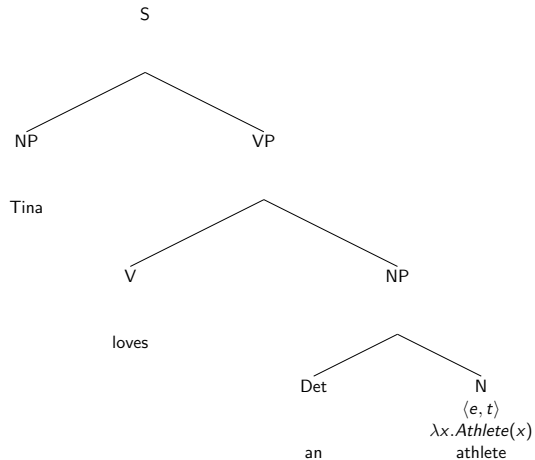 S
NP VP
Tina
V NP
loves
Det N
⟨e, t⟩
λx.Athlete(x)
an athlete